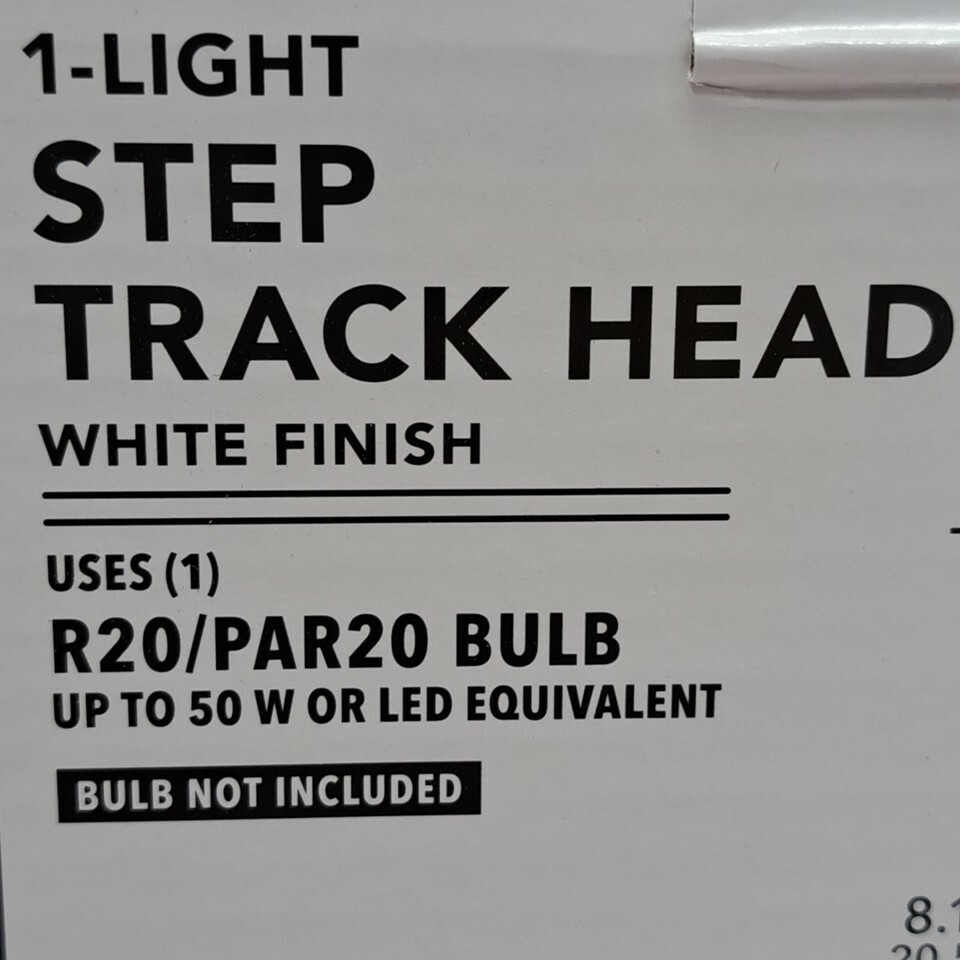 1-LIGHT
STEP
TRACK HEAD
WHITE FINISH
USES (1)
R20/PAR20 BULB
UP TO 50 W OR LED EQUIVALENT
BULB NOT INCLUDED